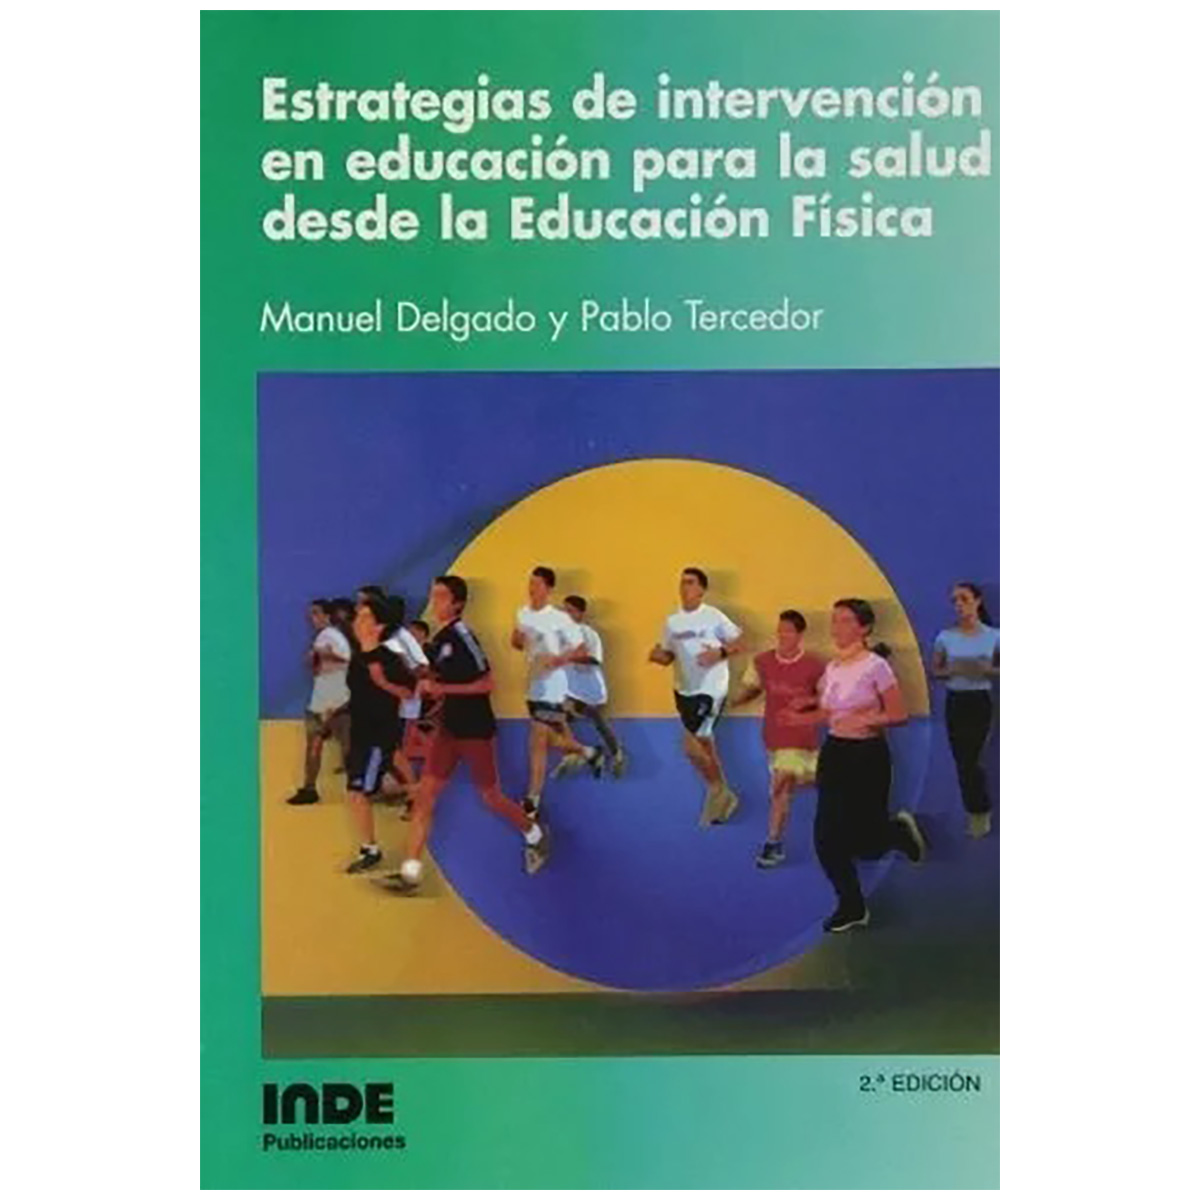 Estrategias de intervención
en educación para la salud
desde la Educación Física
Manuel Delgado y Pablo Tercedor
2.ª EDICIÓN
INDE
Publicaciones